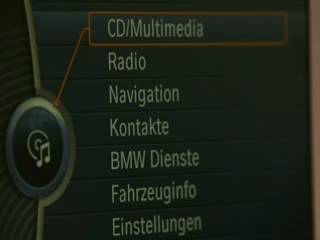 CD/Multimedia
Radio
Navigation
Kontakte
BMW Dienste
Fahrzeuginfo
Einstellungen